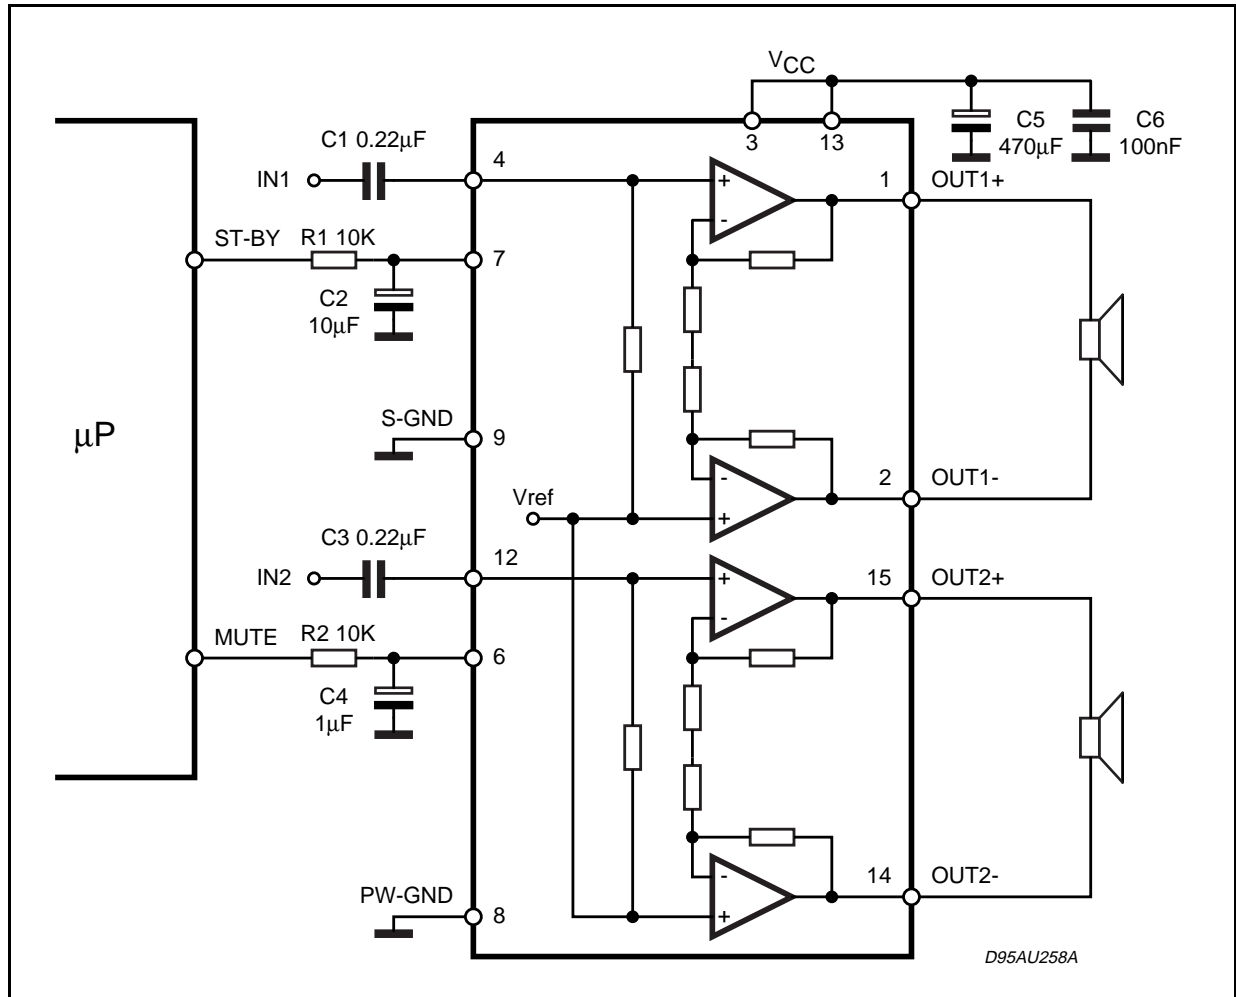 VCC
C1 0.22μF
4
3
13
C5
470μF
C6
100nF
IN1
+
-
1
OUT1+
ST-BY
R1 10K
7
C2
10μF
μP
S-GND
9
-
+
2
OUT1-
Vref
C3 0.22μF
12
IN2
+
-
15
OUT2+
MUTE
R2 10K
6
C4
1μF
PW-GND
8
-
+
14
OUT2-
D95AU258A